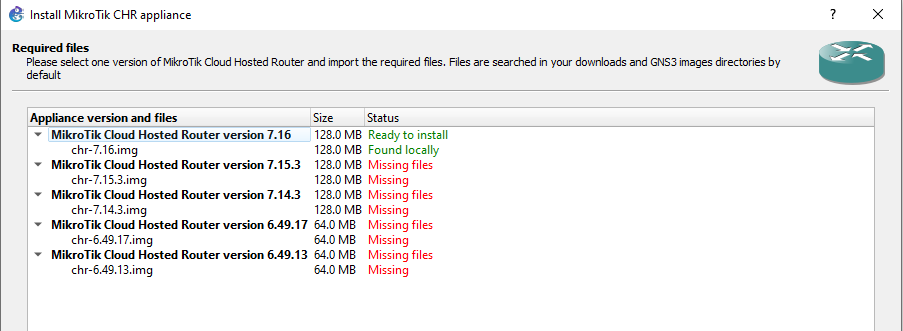 Install MikroTik CHR appliance
Required files
Please select one version of MikroTik Cloud Hosted Router and import the required files. Files are searched in your downloads and GNS3 images directories by
default
Appliance version and files Size Status
MikroTik Cloud Hosted Router version 7.16 128.0 MB Ready to install
chr-7.16.img 128.0 MB Found locally
MikroTik Cloud Hosted Router version 7.15.3 128.0 MB Missing files
chr-7.15.3.img 128.0 MB Missing
MikroTik Cloud Hosted Router version 7.14.3 128.0 MB Missing files
chr-7.14.3.img 128.0 MB Missing
MikroTik Cloud Hosted Router version 6.49.17 64.0 MB Missing files
chr-6.49.17.img 64.0 MB Missing
MikroTik Cloud Hosted Router version 6.49.13 64.0 MB Missing files
chr-6.49.13.img 64.0 MB Missing